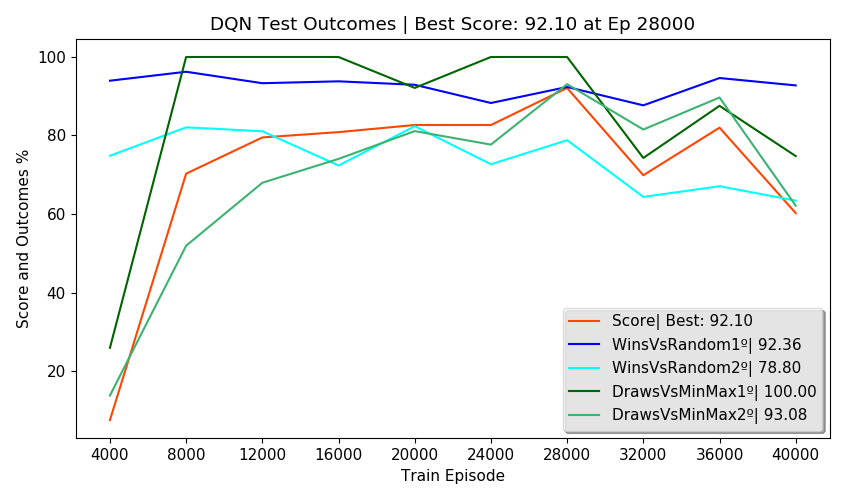 DQN Test Outcomes | Best Score: 92.10 at Ep 28000
Score and Outcomes %
100
80
60
40
20
Score| Best: 92.10
WinsVsRandom1º| 92.36
WinsVsRandom2º| 78.80
DrawsVsMinMax1º| 100.00
DrawsVsMinMax2º| 93.08
4000 8000 12000 16000 20000 24000 28000 32000 36000 40000
Train Episode